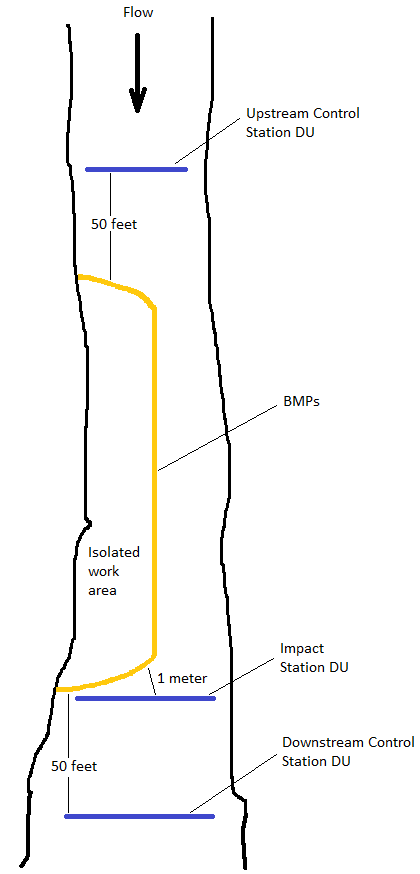 Flow
Upstream Control
Station DU
50 feet
BMPs
Isolated
work
area
Impact
Station DU
1 meter
Downstream Control
Station DU
50 feet